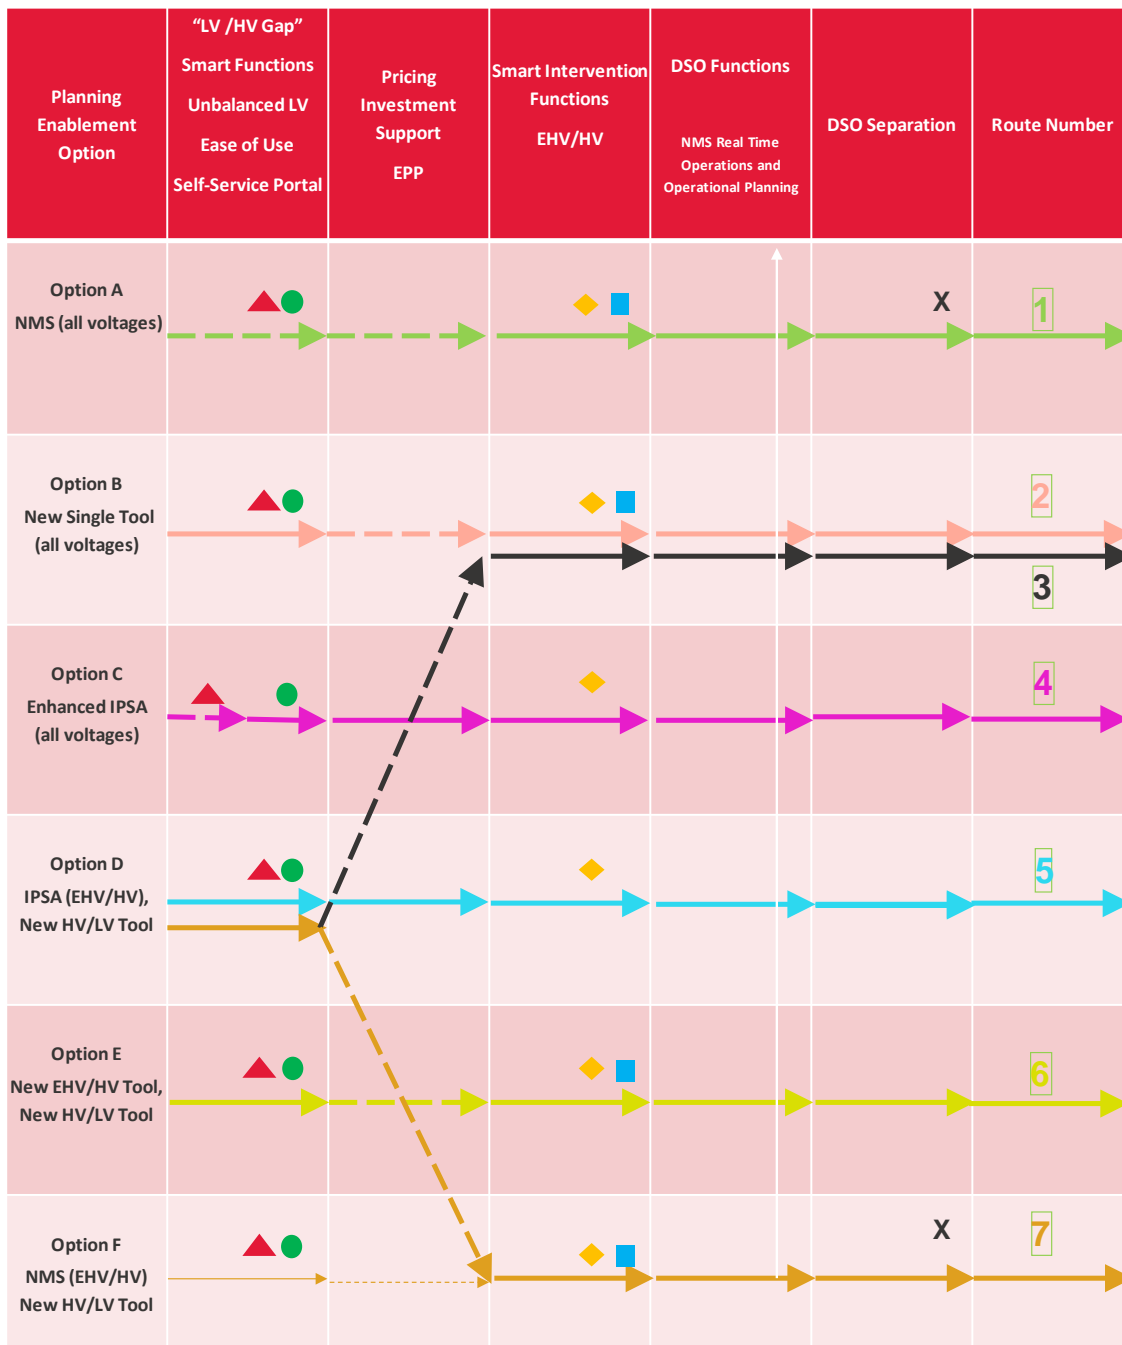 Planning
Enablement
Option
“LV /HV Gap”
Smart Functions
Unbalanced LV
Ease of Use
Self-Service Portal
Pricing
Investment
Support
EPP
Smart Intervention
Functions
EHV/HV
DSO Functions
NMS Real Time
Operations and
Operational Planning
DSO Separation
Route Number
Option A
NMS (all voltages)
X
1
Option B
New Single Tool
(all voltages)
2
3
Option C
Enhanced IPSA
(all voltages)
4
Option D
IPSA (EHV/HV),
New HV/LV Tool
5
Option E
New EHV/HV Tool,
New HV/LV Tool
6
Option F
NMS (EHV/HV)
New HV/LV Tool
X
7